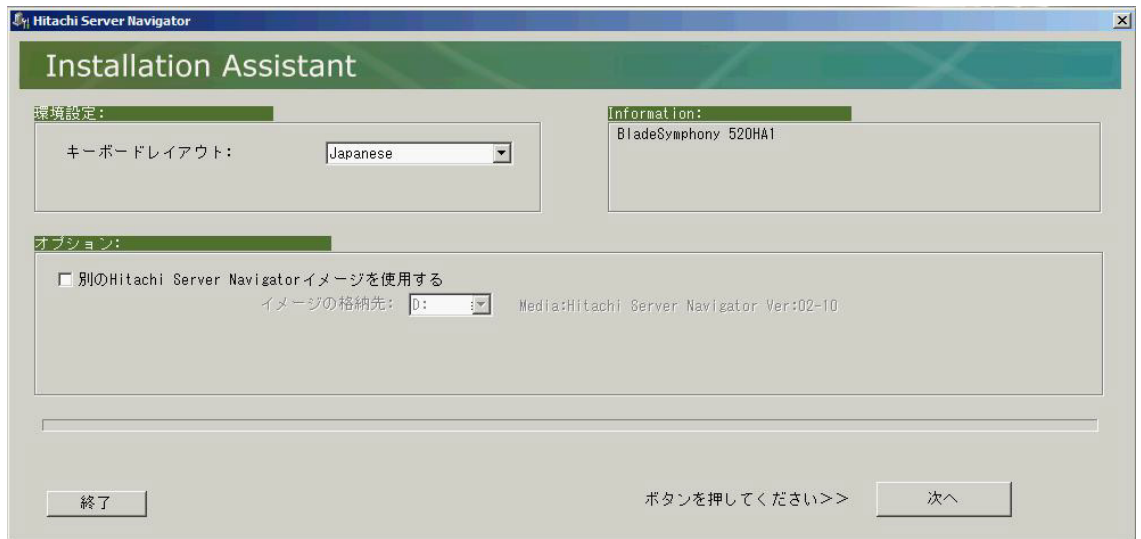 Hitachi Server Navigator
Installation Assistant
環境設定:
キーボードレイアウト:
Japanese
Information:
BladeSymphony 520HA1
オプション:
別のHitachi Server Navigatorイメージを使用する
イメージの格納先: D: Media:Hitachi Server Navigator Ver:02-10
終了
ボタンを押してください>>
次へ